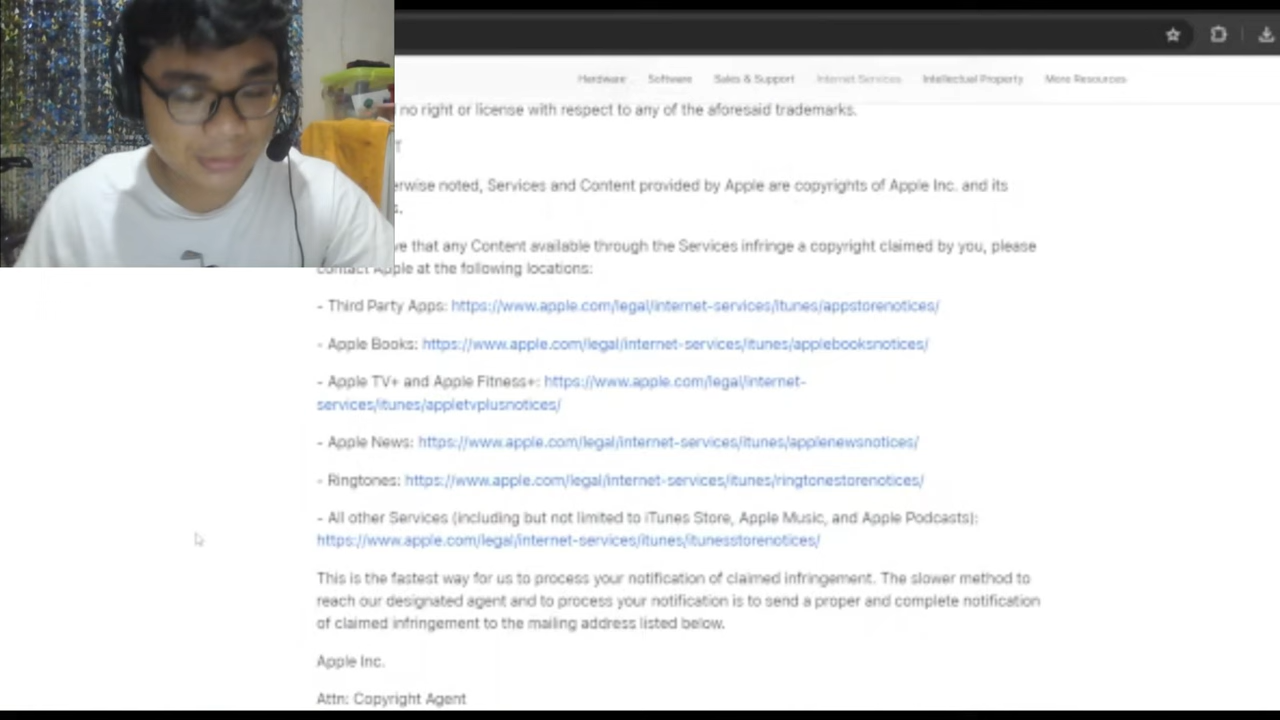 Hardware Software Sales & Support Internet Services Intellectual Property More Resources
no right or license with respect to any of the aforesaid trademarks.
T
erwise noted, Services and Content provided by Apple are copyrights of Apple Inc. and its
s.
ve that any Content available through the Services infringe a copyright claimed by you, please
contact Apple at the following locations:
- Third Party Apps: https://www.apple.com/legal/internet-services/itunes/appstorenotices/
- Apple Books: https://www.apple.com/legal/internet-services/itunes/applebooksnotices/
- Apple TV+ and Apple Fitness+: https://www.apple.com/legal/internet-
services/itunes/appletvplusnotices/
- Apple News: https://www.apple.com/legal/internet-services/itunes/applenewsnotices/
- Ringtones: https://www.apple.com/legal/internet-services/itunes/ringtonestorenotices/
- All other Services (including but not limited to iTunes Store, Apple Music, and Apple Podcasts):
https://www.apple.com/legal/internet-services/itunes/itunesstorenotices/
This is the fastest way for us to process your notification of claimed infringement. The slower method to
reach our designated agent and to process your notification is to send a proper and complete notification
of claimed infringement to the mailing address listed below.
Apple Inc.
Attn: Copyright Agent